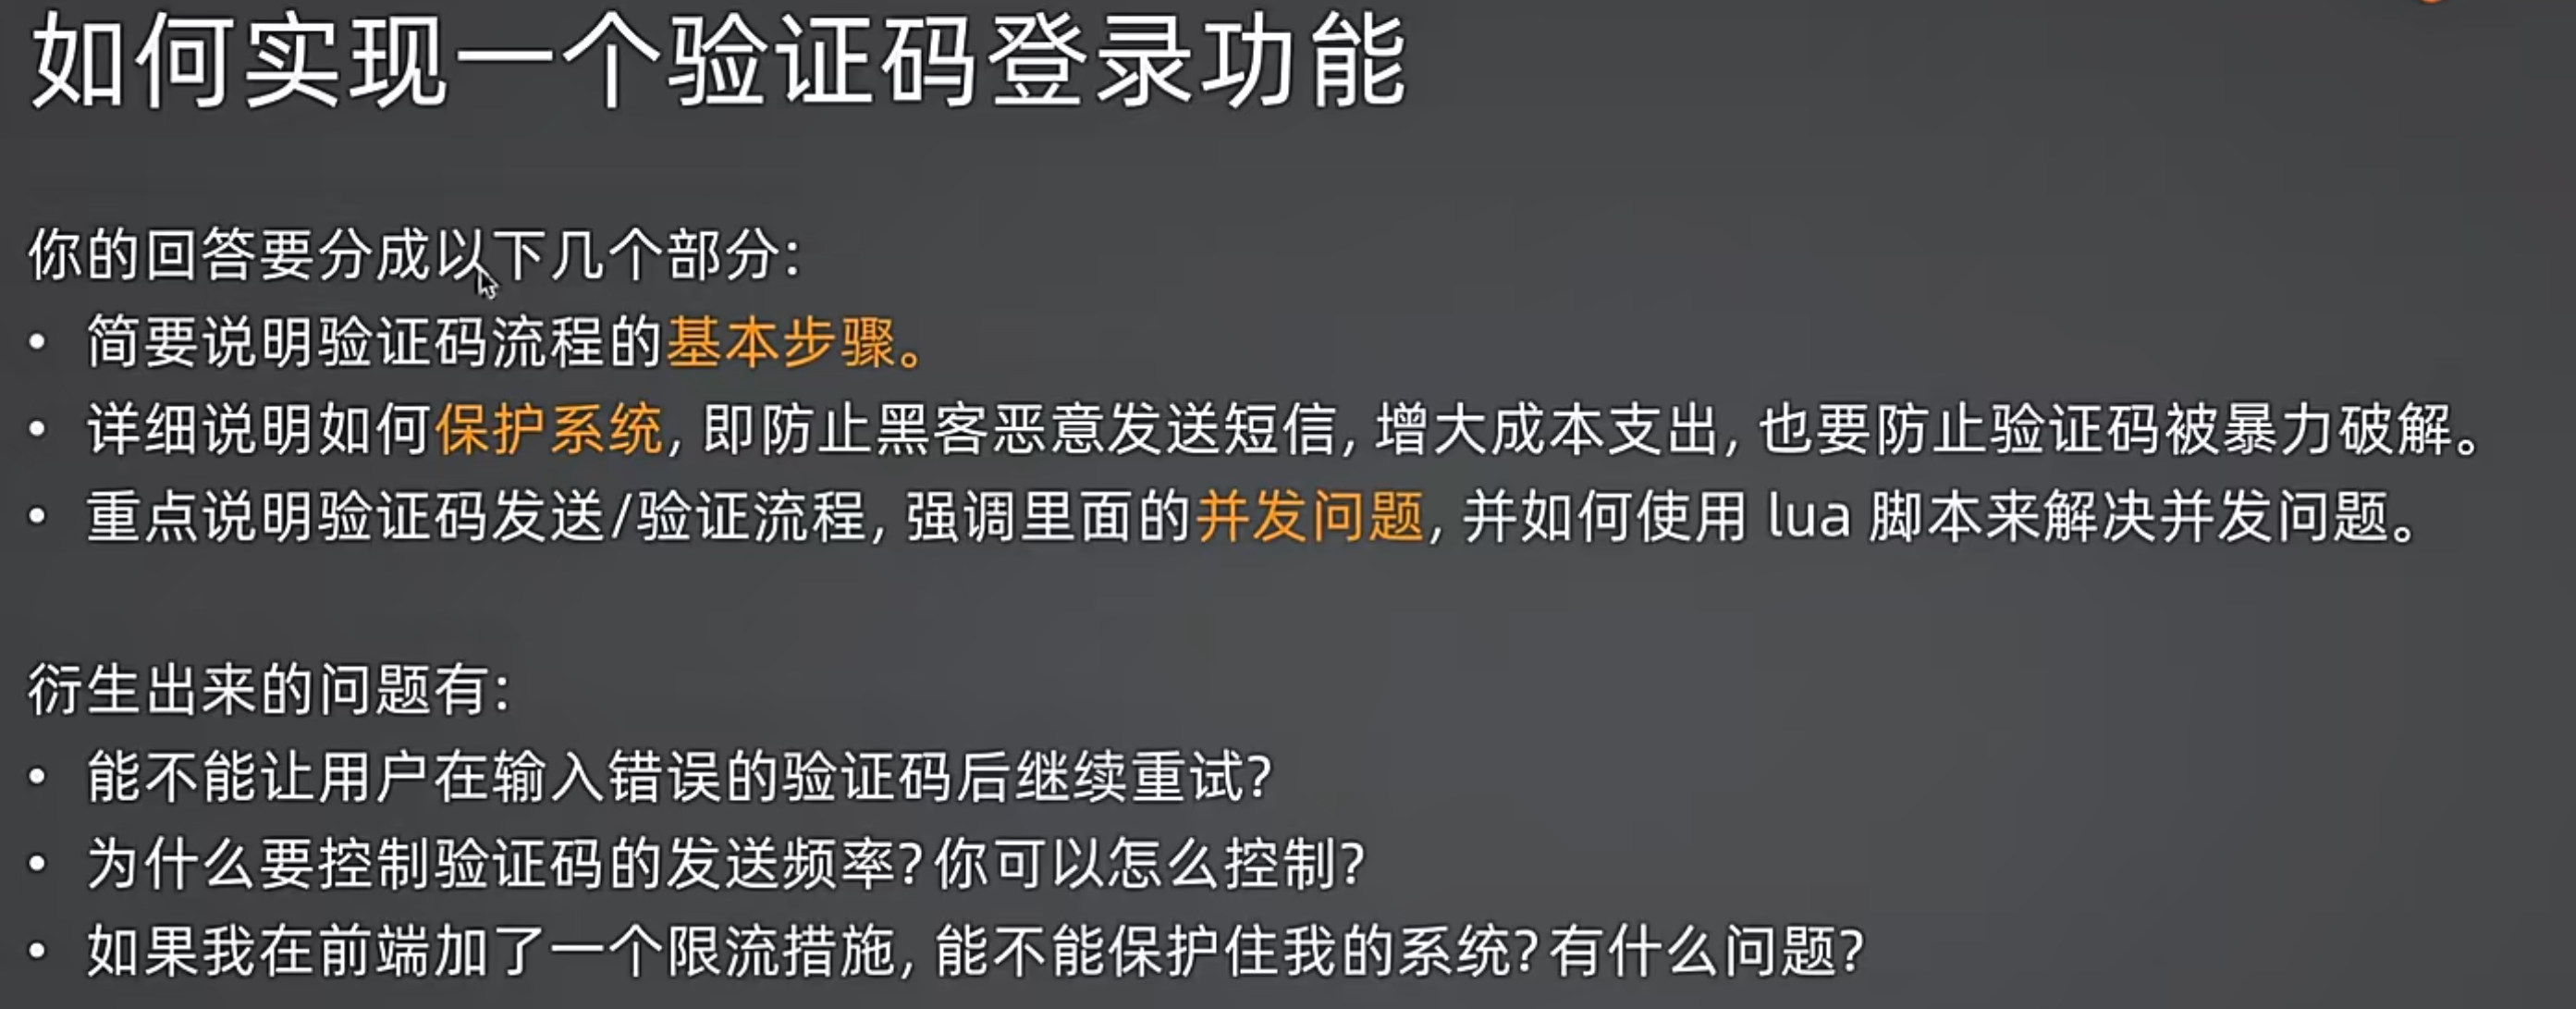 如何实现一个验证码登录功能
你的回答要分成以下几个部分：
• 简要说明验证码流程的基本步骤。
• 详细说明如何保护系统, 即防止黑客恶意发送短信, 增大成本支出, 也要防止验证码被暴力破解。
• 重点说明验证码发送/验证流程, 强调里面的并发问题, 并如何使用 lua 脚本来解决并发问题。
衍生出来的问题有：
• 能不能让用户在输入错误的验证码后继续重试？
• 为什么要控制验证码的发送频率？你可以怎么控制？
• 如果我在前端加了一个限流措施, 能不能保护住我的系统？有什么问题？